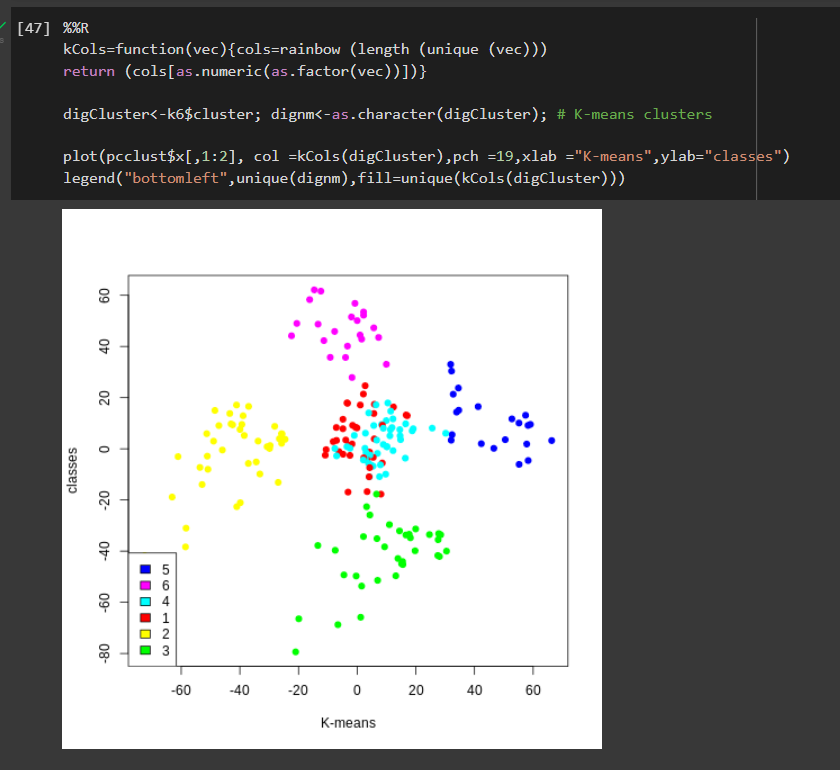 [47] %%R
kCols=function(vec){cols=rainbow (length (unique (vec)))
return (cols[as.numeric(as.factor(vec))])}
digCluster<-k6$cluster; dignm<-as.character(digCluster); # K-means clusters
plot(pcclust$x[,1:2], col =kCols(digCluster),pch =19,xlab ="K-means",ylab="classes")
legend("bottomleft",unique(dignm),fill=unique(kCols(digCluster)))
60
40
20
0
-20
-40
-60
-80
classes
5
6
4
1
2
3
-60 -40 -20 0 20 40 60
K-means